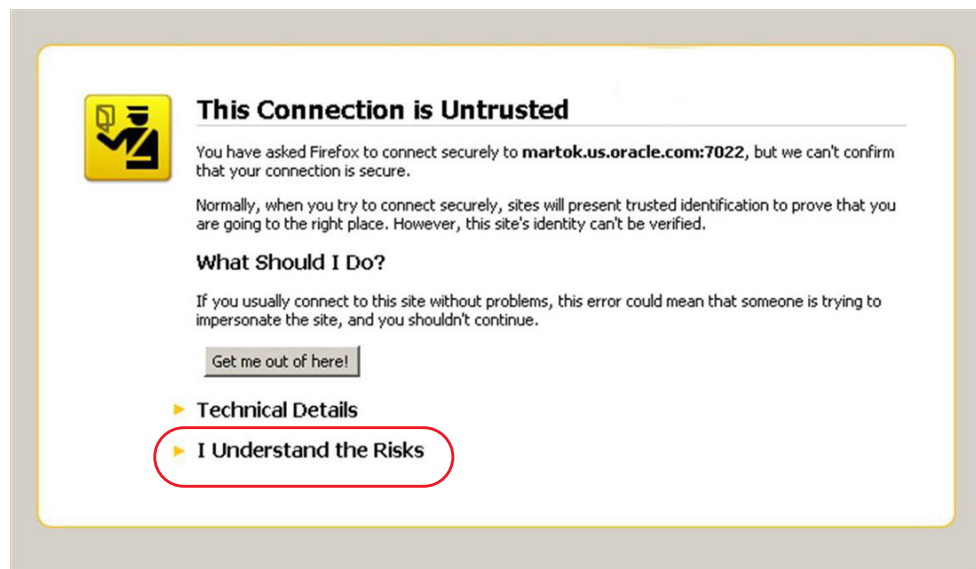 This Connection is Untrusted
You have asked Firefox to connect securely to martok.us.oracle.com:7022, but we can't confirm
that your connection is secure.
Normally, when you try to connect securely, sites will present trusted identification to prove that you
are going to the right place. However, this site's identity can't be verified.
What Should I Do?
If you usually connect to this site without problems, this error could mean that someone is trying to
impersonate the site, and you shouldn't continue.
Get me out of here!
Technical Details
I Understand the Risks